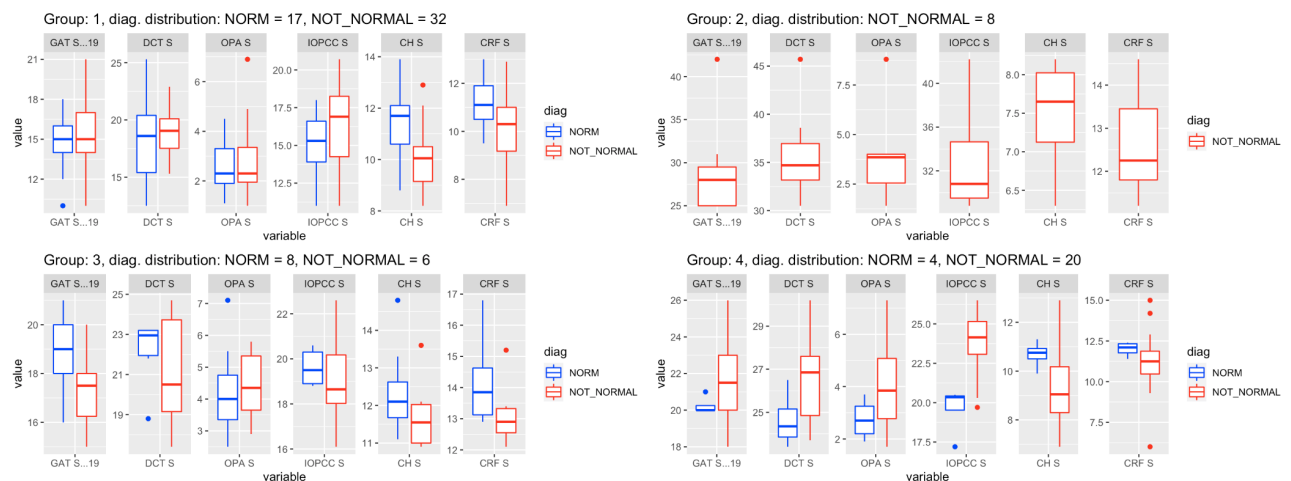 Group: 1, diag. distribution: NORM = 17, NOT_NORMAL = 32
GAT S...19 DCT S OPA S IOPCC S CH S CRF S
21
18
15
12
25
20
15
6
4
2
20.0
17.5
15.0
12.5
14
12
10
8
12
10
8
value
GAT S...19 DCT S OPA S IOPCC S CH S CRF S
variable
diag
NORM
NOT_NORMAL
Group: 2, diag. distribution: NOT_NORMAL = 8
GAT S...19 DCT S OPA S IOPCC S CH S CRF S
40
35
30
25
45
40
35
30
7.5
5.0
2.5
40
36
32
8.0
7.5
7.0
6.5
14
13
12
value
GAT S...19 DCT S OPA S IOPCC S CH S CRF S
variable
diag
NOT_NORMAL
Group: 3, diag. distribution: NORM = 8, NOT_NORMAL = 6
GAT S...19 DCT S OPA S IOPCC S CH S CRF S
20
18
16
25
23
21
19
7
6
5
4
3
22
20
18
16
14
13
12
11
17
16
15
14
13
12
value
GAT S...19 DCT S OPA S IOPCC S CH S CRF S
variable
diag
NORM
NOT_NORMAL
Group: 4, diag. distribution: NORM = 4, NOT_NORMAL = 20
GAT S...19 DCT S OPA S IOPCC S CH S CRF S
26
24
22
20
18
29
27
25
6
4
2
25.0
22.5
20.0
17.5
12
10
8
15.0
12.5
10.0
7.5
value
GAT S...19 DCT S OPA S IOPCC S CH S CRF S
variable
diag
NORM
NOT_NORMAL